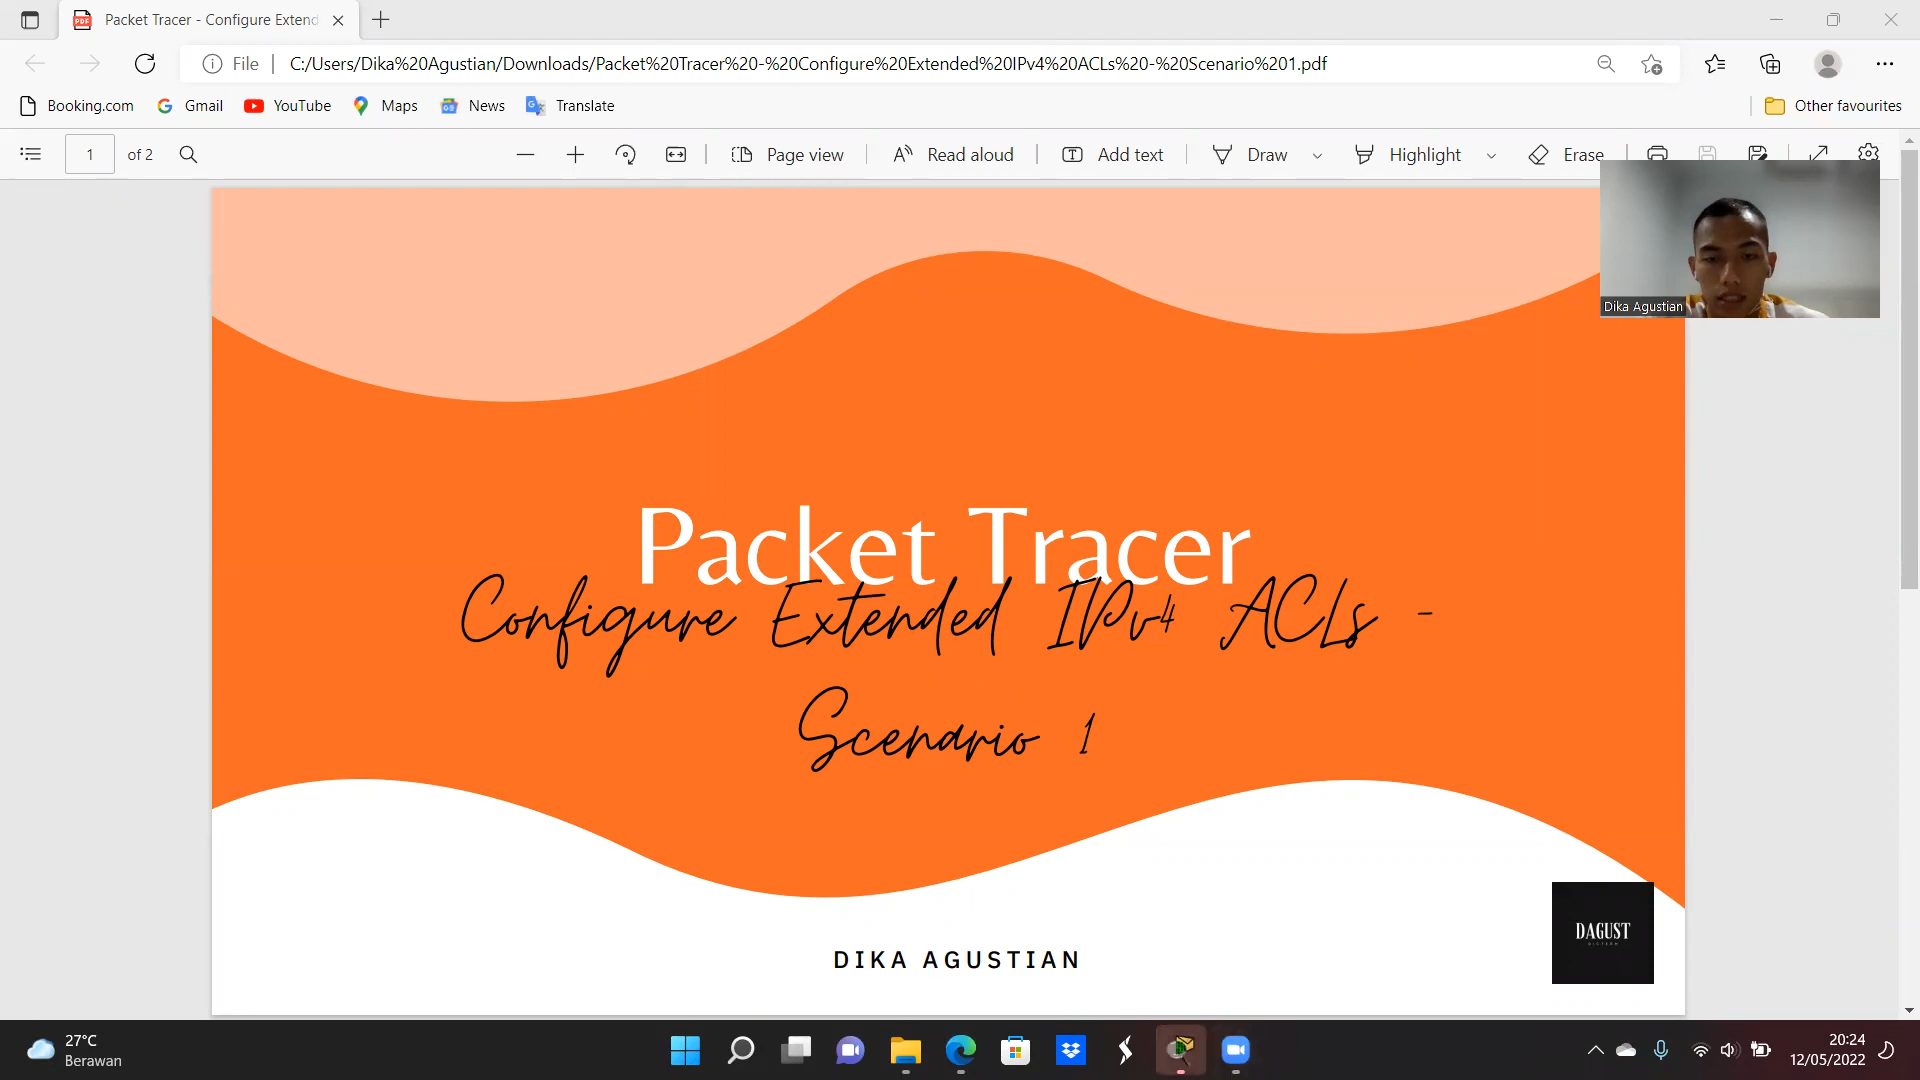 Packet Tracer - Configure Extend
File
C:/Users/Dika%20Agustian/Downloads/Packet%20Tracer%20-%20Configure%20Extended%20IPv4%20ACLs%20-%20Scenario%201.pdf
Booking.com Gmail YouTube Maps News Translate Other favourites
1 of 2 Page view Read aloud Add text Draw Highlight Erase
Dika Agustian
Packet Tracer
Configure Extended IPv4 ACLs -
Scenario 1
DAGUST
DIKA AGUSTIAN
27°C
Berawan
20:24
12/05/2022